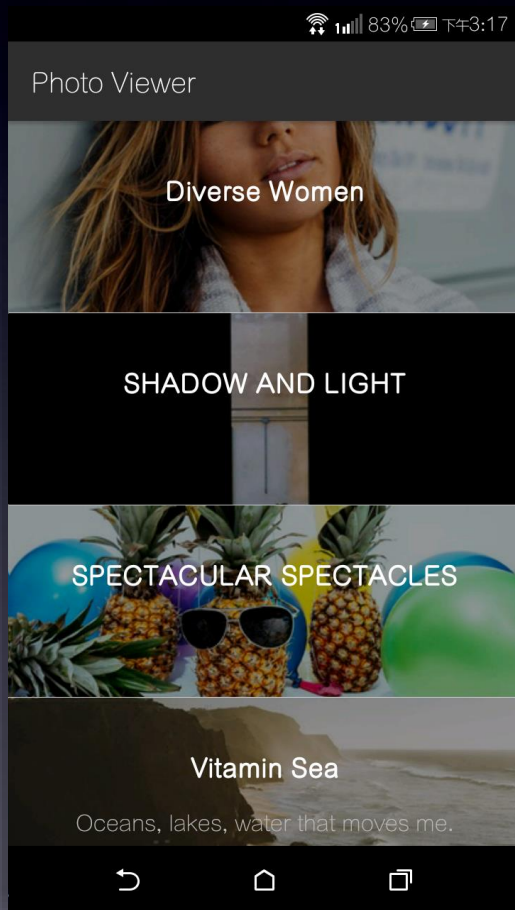 1 83% 下午3:17
Photo Viewer
Diverse Women
SHADOW AND LIGHT
SPECTACULAR SPECTACLES
Vitamin Sea
Oceans, lakes, water that moves me.